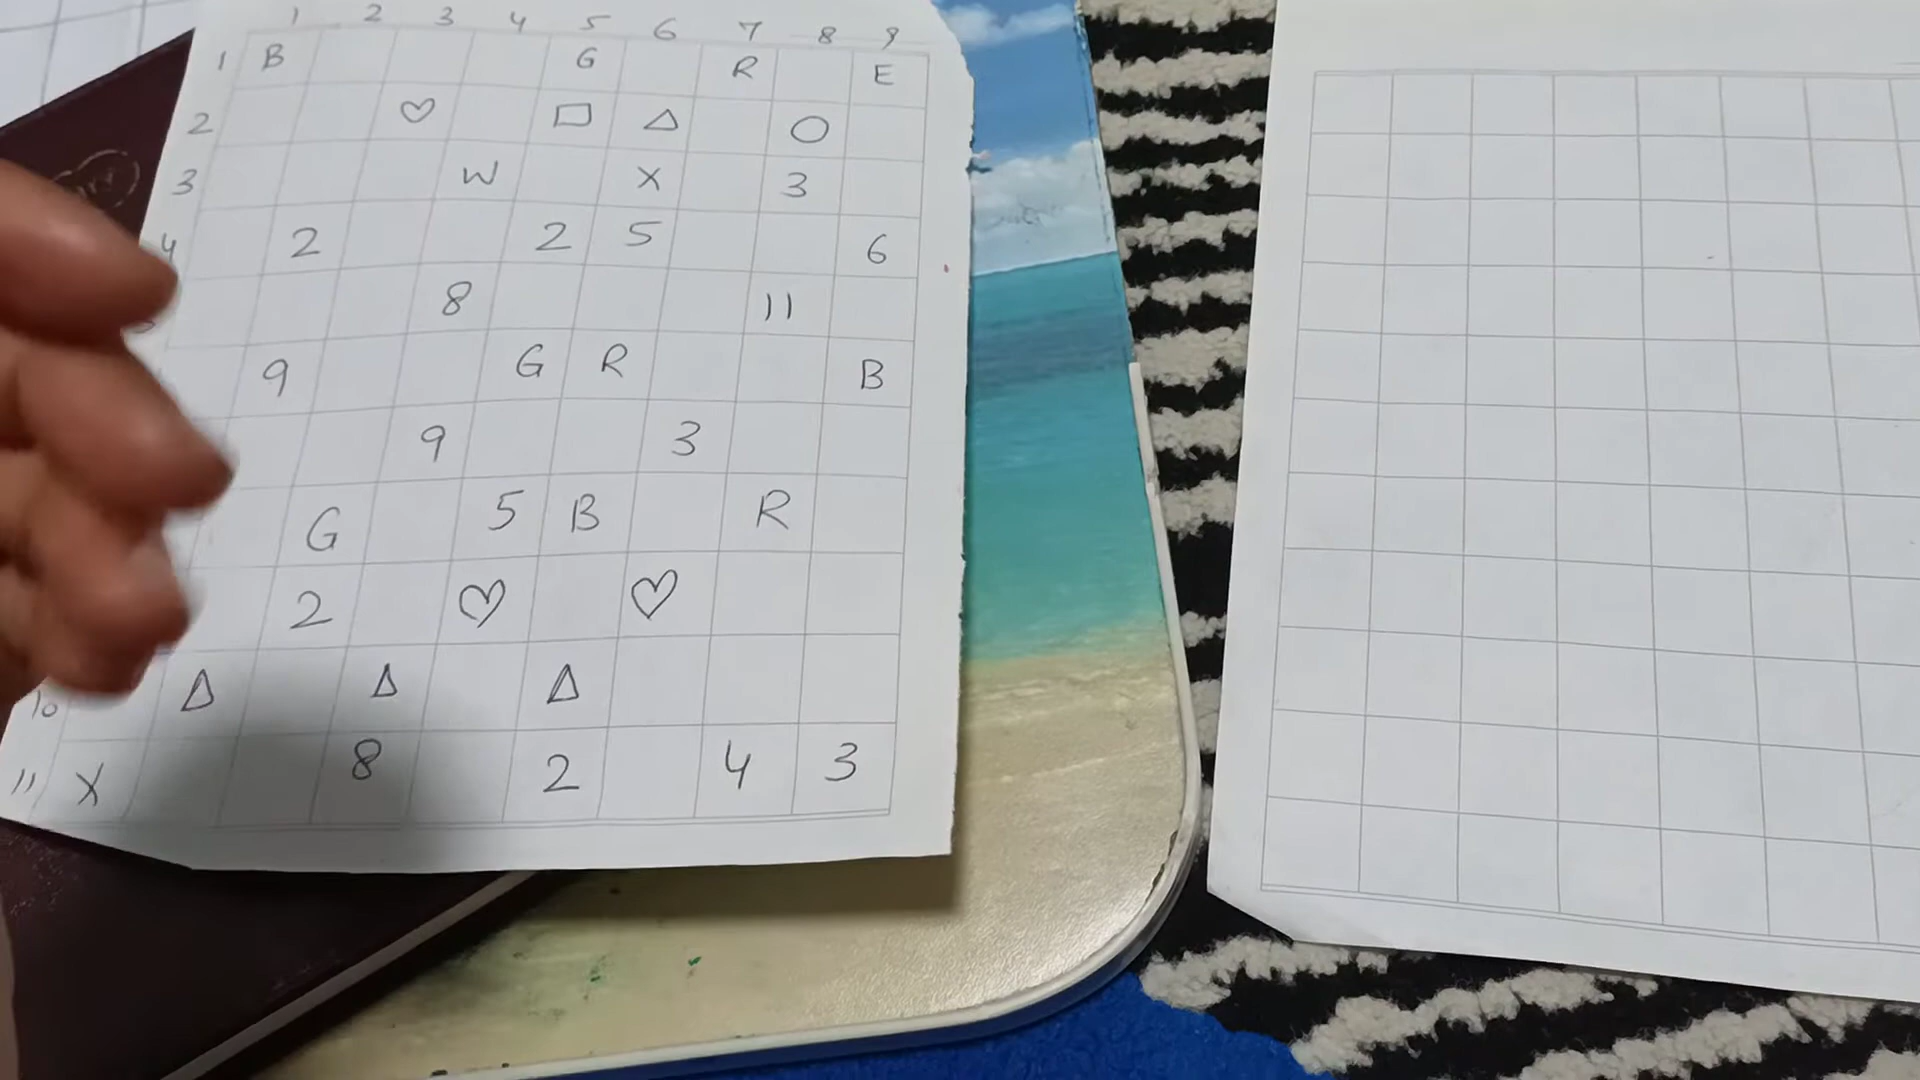 1 2 3 4 5 6 7 8 9
1 B G R E
2 ♡ □ △ ○
3 W X 3
4 2 2 5 6
8 11
9 G R B
9 3
G 5 B R
2 ♡ ♡
10 △ △ △
11 X 8 2 4 3